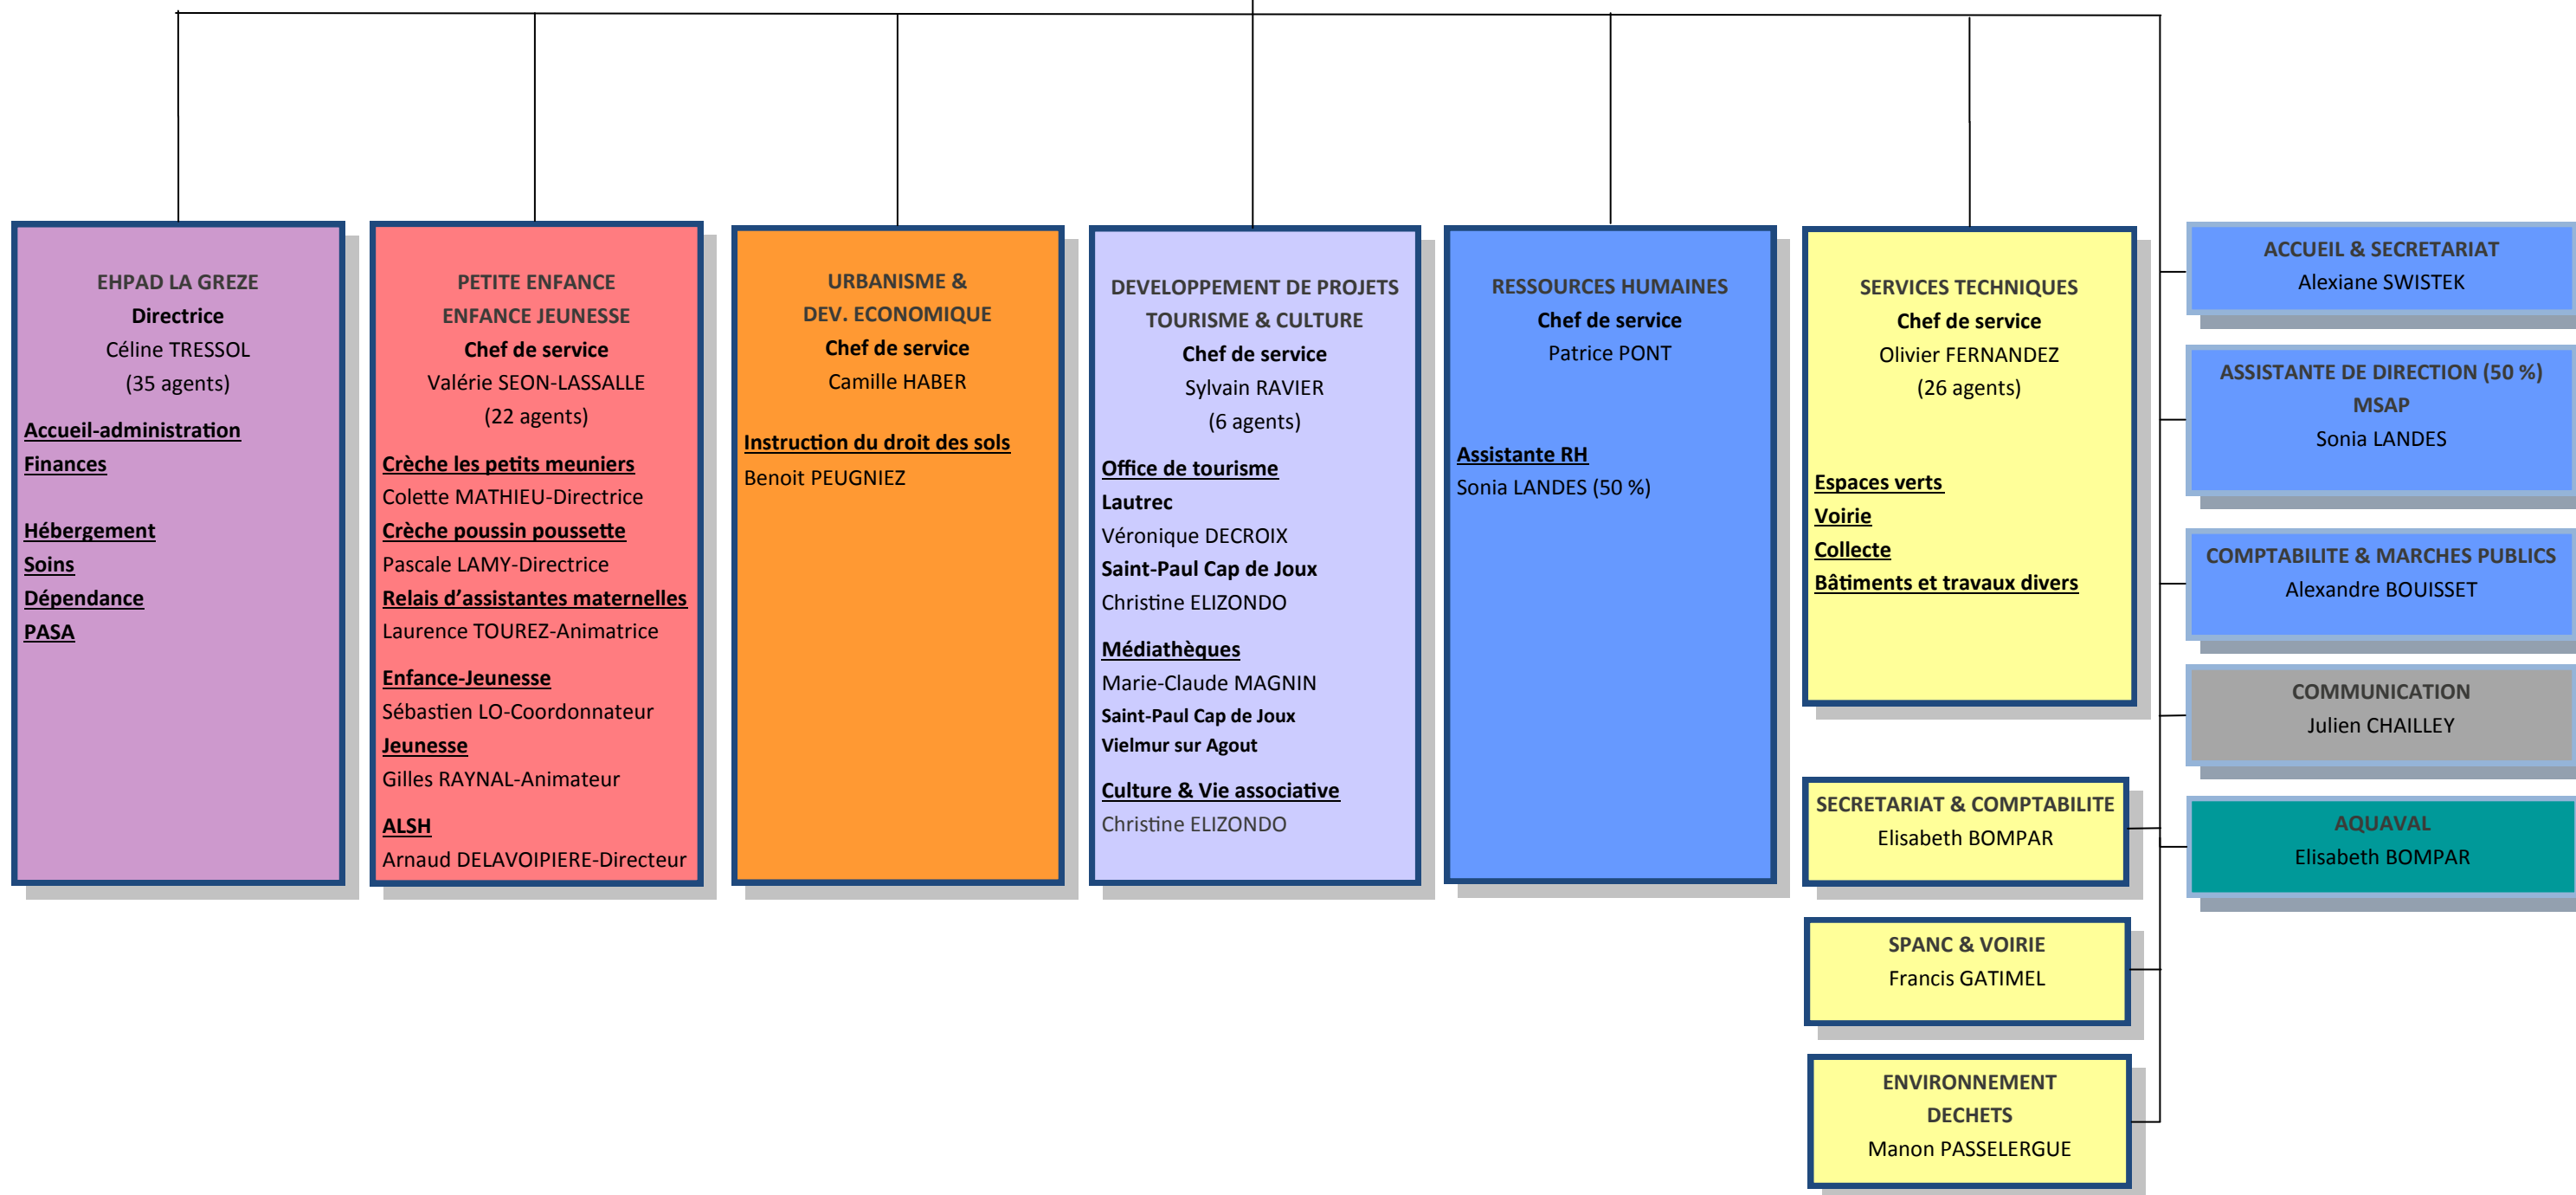 EHPAD LA GREZE
Directrice
Céline TRESSOL
(35 agents)
Accueil-administration
Finances
Hébergement
Soins
Dépendance
PASA
PETITE ENFANCE
ENFANCE JEUNESSE
Chef de service
Valérie SEON-LASSALLE
(22 agents)
Crèche les petits meuniers
Colette MATHIEU-Directrice
Crèche poussin poussette
Pascale LAMY-Directrice
Relais d’assistantes maternelles
Laurence TOUREZ-Animatrice
Enfance-Jeunesse
Sébastien LO-Coordonnateur
Jeunesse
Gilles RAYNAL-Animateur
ALSH
Arnaud DELAVOIPIERE-Directeur
URBANISME &
DEV. ECONOMIQUE
Chef de service
Camille HABER
Instruction du droit des sols
Benoit PEUGNIEZ
DEVELOPPEMENT DE PROJETS
TOURISME & CULTURE
Chef de service
Sylvain RAVIER
(6 agents)
Office de tourisme
Lautrec
Véronique DECROIX
Saint-Paul Cap de Joux
Christine ELIZONDO
Médiathèques
Marie-Claude MAGNIN
Saint-Paul Cap de Joux
Vielmur sur Agout
Culture & Vie associative
Christine ELIZONDO
RESSOURCES HUMAINES
Chef de service
Patrice PONT
Assistante RH
Sonia LANDES (50 %)
SERVICES TECHNIQUES
Chef de service
Olivier FERNANDEZ
(26 agents)
Espaces verts
Voirie
Collecte
Bâtiments et travaux divers
SECRETARIAT & COMPTABILITE
Elisabeth BOMPAR
SPANC & VOIRIE
Francis GATIMEL
ENVIRONNEMENT
DECHETS
Manon PASSELERGUE
ACCUEIL & SECRETARIAT
Alexiane SWISTEK
ASSISTANTE DE DIRECTION (50 %)
MSAP
Sonia LANDES
COMPTABILITE & MARCHES PUBLICS
Alexandre BOUISSET
COMMUNICATION
Julien CHAILLEY
AQUAVAL
Elisabeth BOMPAR